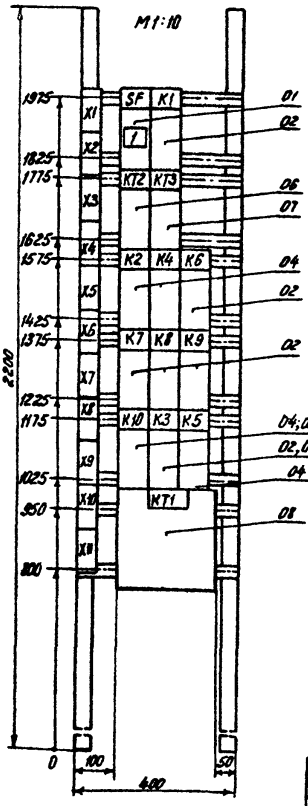 М1:10
1975
X1
SF
K1
01
02
1
X2
1825
1775
KT2
KT3
06
X3
07
1625
X4
1575
K2
K4
K6
04
X5
02
1425
X6
1375
K7
K8
K9
02
X7
2200
1225
X8
1175
K10
K3
K5
04;0
02,0
X9
1025
04
X10
KT1
950
08
X11
800
0
100
50
400